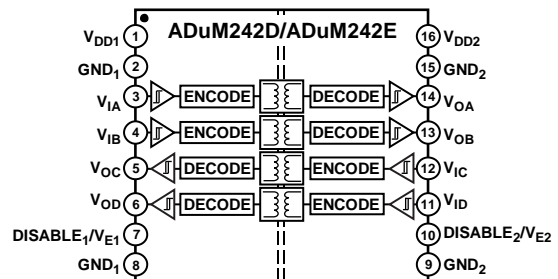 ADuM242D/ADuM242E
VDD1 1 16 VDD2
GND1 2 15 GND2
VIA 3 ENCODE DECODE 14 VOA
VIB 4 ENCODE DECODE 13 VOB
VOC 5 DECODE ENCODE 12 VIC
VOD 6 DECODE ENCODE 11 VID
DISABLE1/VE1 7 10 DISABLE2/VE2
GND1 8 9 GND2